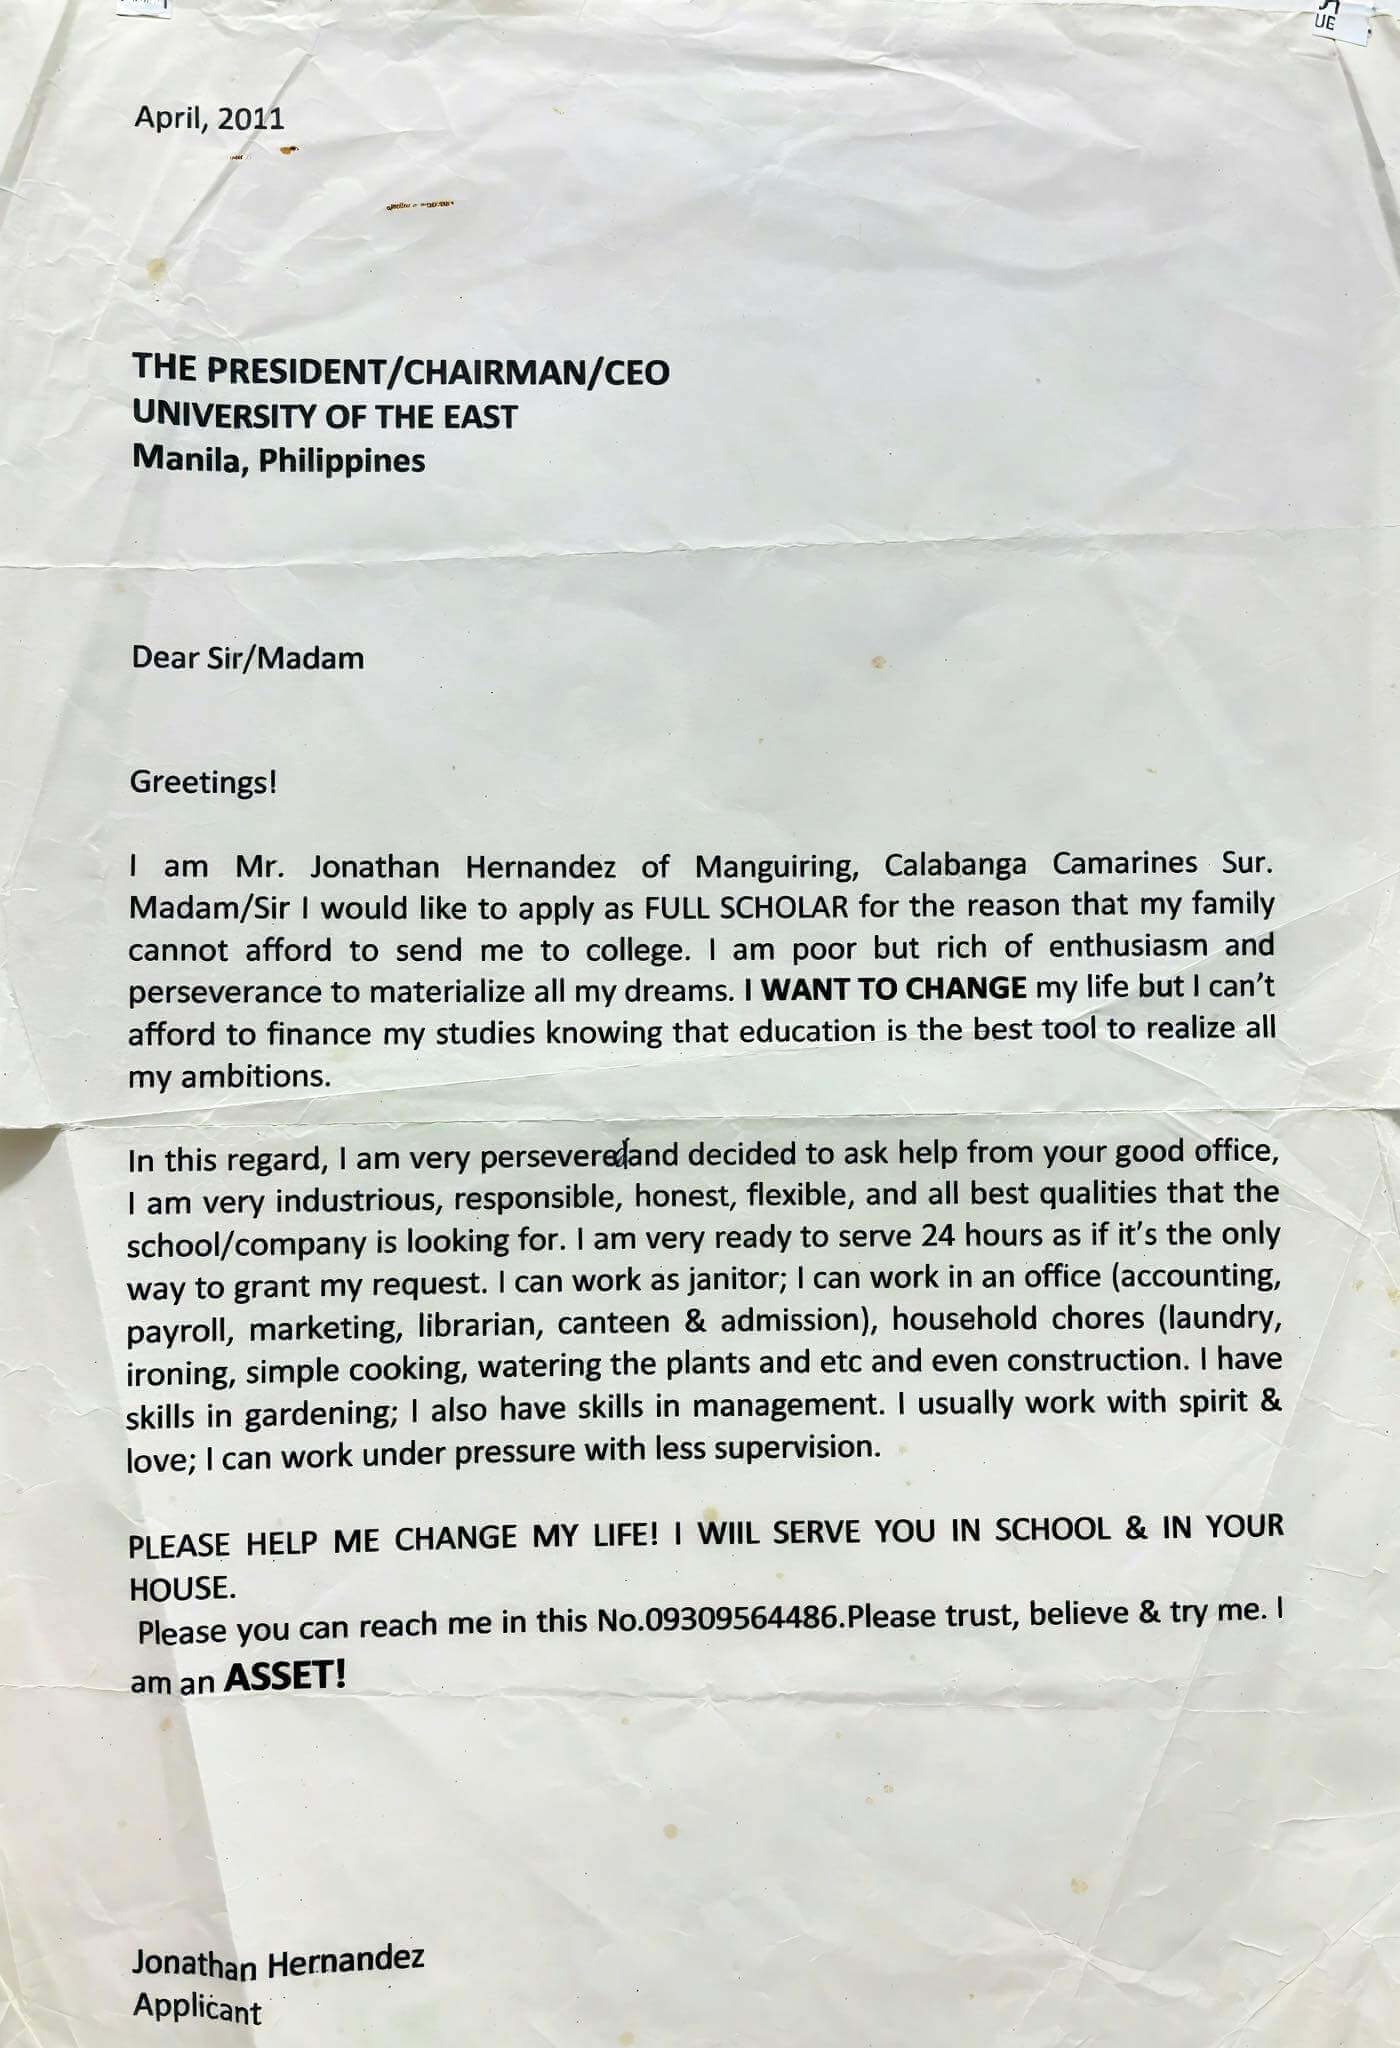 UE
April, 2011
THE PRESIDENT/CHAIRMAN/CEO
UNIVERSITY OF THE EAST
Manila, Philippines
Dear Sir/Madam
Greetings!
I am Mr. Jonathan Hernandez of Manguiring, Calabanga Camarines Sur.
Madam/Sir I would like to apply as FULL SCHOLAR for the reason that my family
cannot afford to send me to college. I am poor but rich of enthusiasm and
perseverance to materialize all my dreams. I WANT TO CHANGE my life but I can't
afford to finance my studies knowing that education is the best tool to realize all
my ambitions.
In this regard, I am very persevered and decided to ask help from your good office,
I am very industrious, responsible, honest, flexible, and all best qualities that the
school/company is looking for. I am very ready to serve 24 hours as if it's the only
way to grant my request. I can work as janitor; I can work in an office (accounting,
payroll, marketing, librarian, canteen & admission), household chores (laundry,
ironing, simple cooking, watering the plants and etc and even construction. I have
skills in gardening; I also have skills in management. I usually work with spirit &
love; I can work under pressure with less supervision.
PLEASE HELP ME CHANGE MY LIFE! I WIIL SERVE YOU IN SCHOOL & IN YOUR
HOUSE.
Please you can reach me in this No.09309564486.Please trust, believe & try me. I
am an ASSET!
Jonathan Hernandez
Applicant